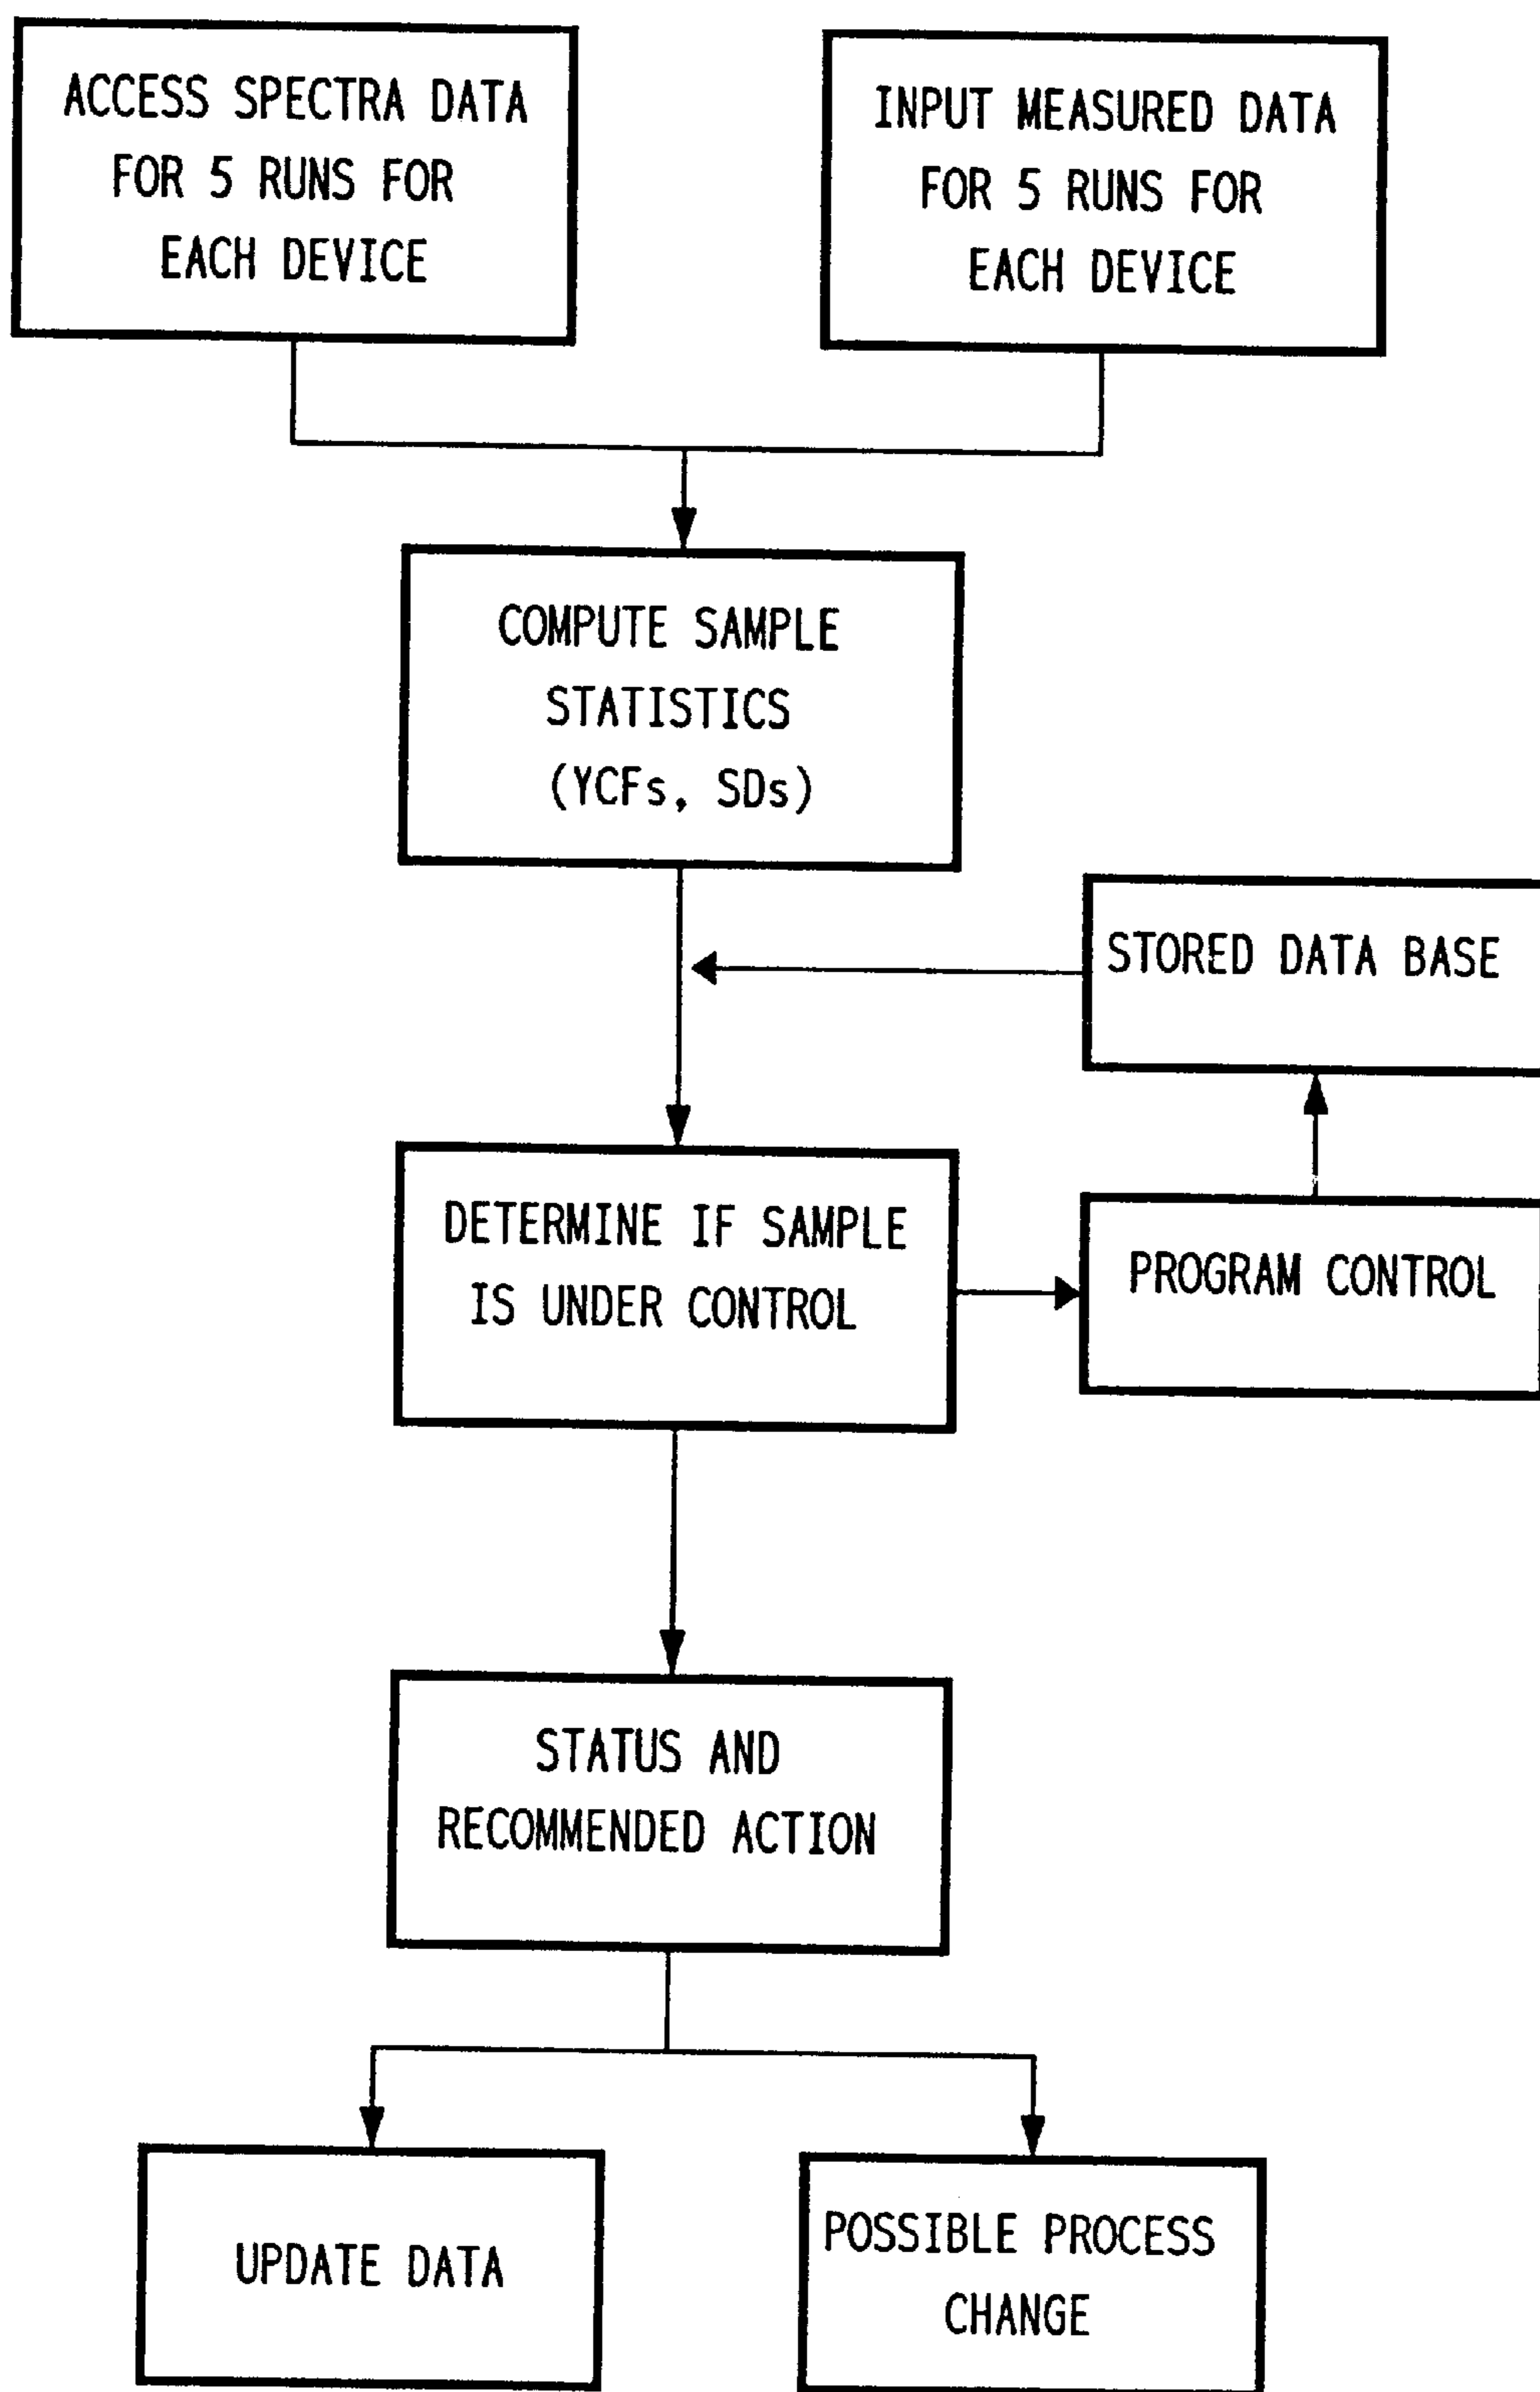 ACCESS SPECTRA DATA
FOR 5 RUNS FOR
EACH DEVICE
INPUT MEASURED DATA
FOR 5 RUNS FOR
EACH DEVICE
COMPUTE SAMPLE
STATISTICS
(YCFs, SDs)
STORED DATA BASE
DETERMINE IF SAMPLE
IS UNDER CONTROL
PROGRAM CONTROL
STATUS AND
RECOMMENDED ACTION
UPDATE DATA
POSSIBLE PROCESS
CHANGE